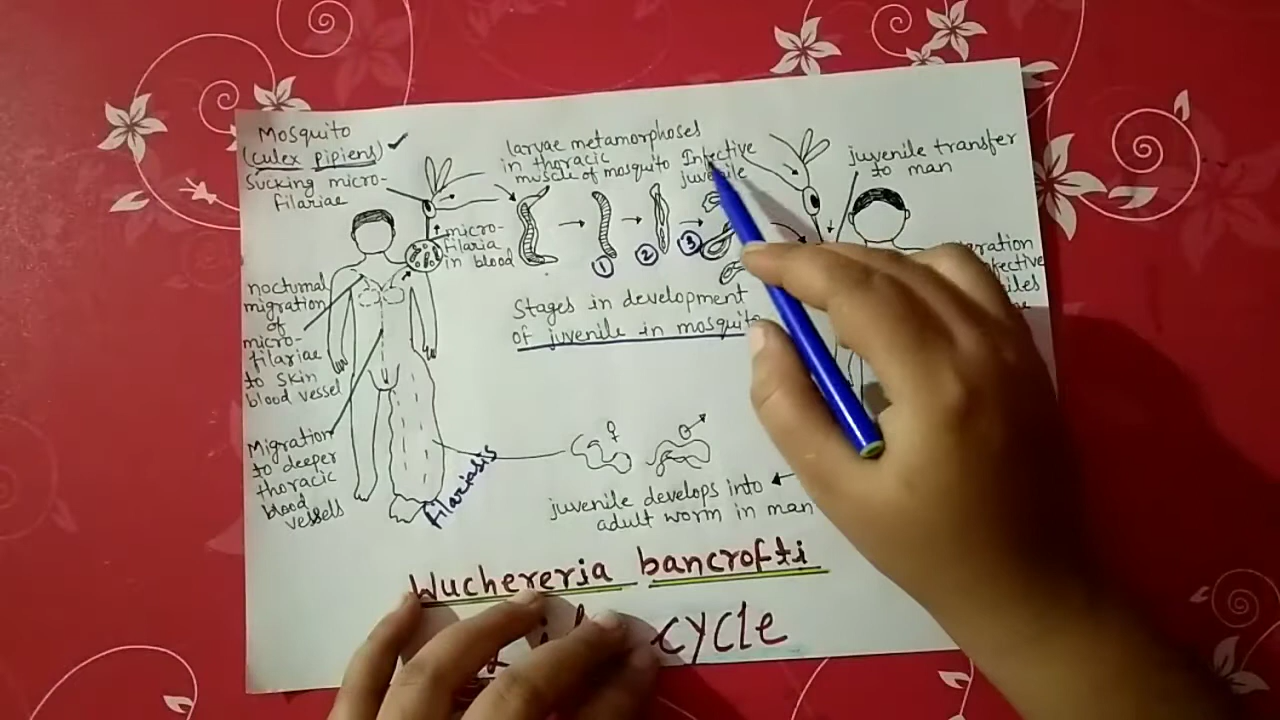 Mosquito
(culex pipiens)
Sucking micro-
filariae
larvae metamorphoses
in thoracic
muscle of mosquito
Infective
juvenile
juvenile transfer
to man
micro-
filaria
in blood
1
2
3
nocturnal
migration
of
micro-
filariae
to skin
blood vessel
Stages in development
of juvenile in mosquito
Migration
to deeper
thoracic
blood
vessels
filariasis
♀
juvenile develops into
adult worm in man
Wuchereria bancrofti
cycle